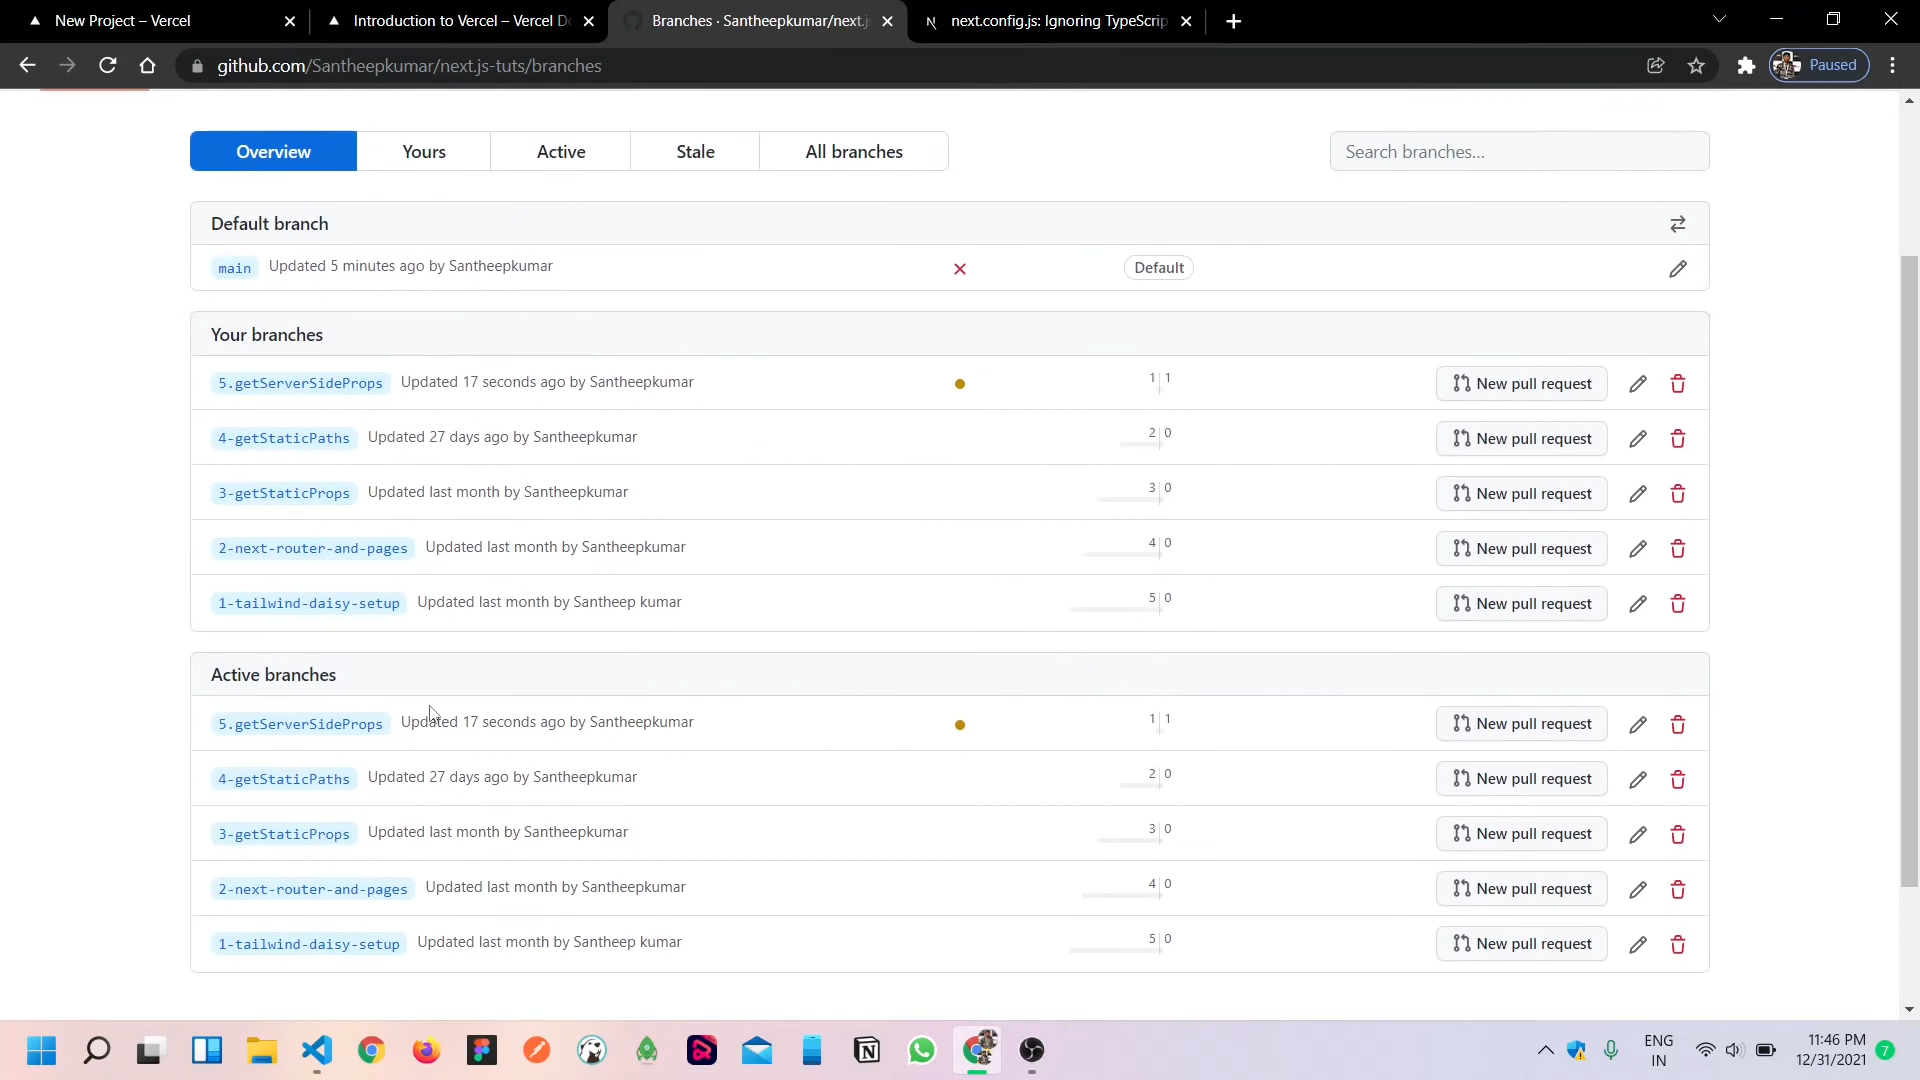 New Project – Vercel
Introduction to Vercel – Vercel Do
Branches · Santheepkumar/next.j
next.config.js: Ignoring TypeScrip
github.com/Santheepkumar/next.js-tuts/branches
Paused
Overview
Yours
Active
Stale
All branches
Search branches...
Default branch
main Updated 5 minutes ago by Santheepkumar Default
Your branches
5.getServerSideProps Updated 17 seconds ago by Santheepkumar 1 1 New pull request
4-getStaticPaths Updated 27 days ago by Santheepkumar 2 0 New pull request
3-getStaticProps Updated last month by Santheepkumar 3 0 New pull request
2-next-router-and-pages Updated last month by Santheepkumar 4 0 New pull request
1-tailwind-daisy-setup Updated last month by Santheep kumar 5 0 New pull request
Active branches
5.getServerSideProps Updated 17 seconds ago by Santheepkumar 1 1 New pull request
4-getStaticPaths Updated 27 days ago by Santheepkumar 2 0 New pull request
3-getStaticProps Updated last month by Santheepkumar 3 0 New pull request
2-next-router-and-pages Updated last month by Santheepkumar 4 0 New pull request
1-tailwind-daisy-setup Updated last month by Santheep kumar 5 0 New pull request
ENG
IN
11:46 PM
12/31/2021
7